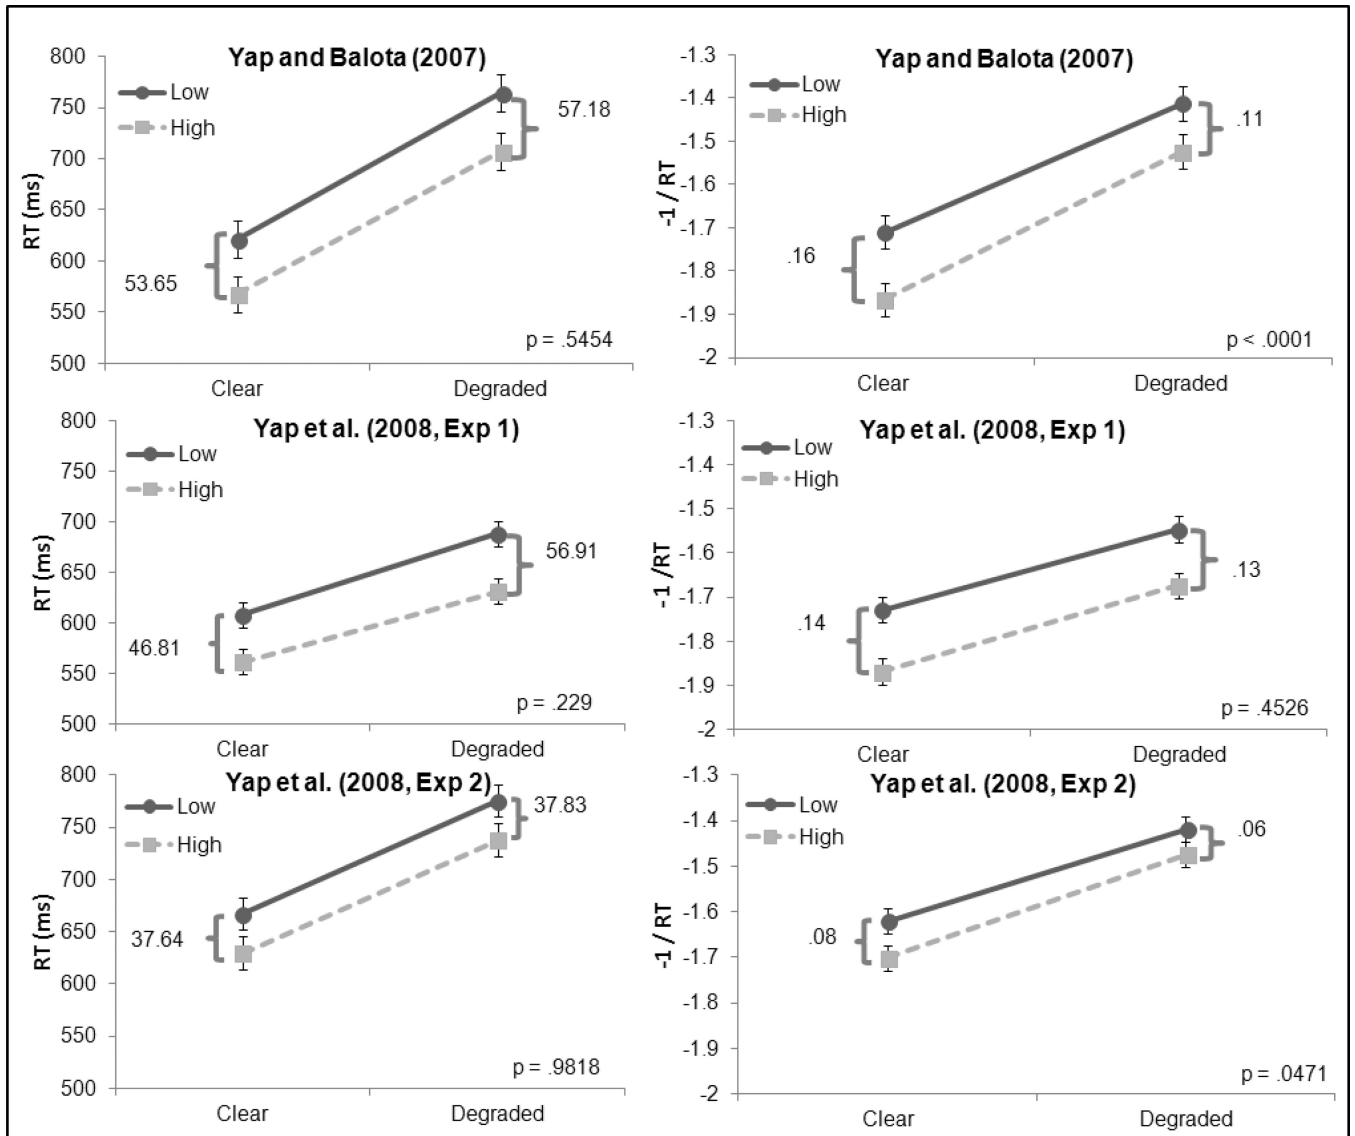 Yap and Balota (2007)
RT (ms)
800
750
700
650
600
550
500
Low
High
53.65
57.18
p = .5454
Clear
Degraded
Yap and Balota (2007)
-1 / RT
-1.3
-1.4
-1.5
-1.6
-1.7
-1.8
-1.9
-2
Low
High
.16
.11
p < .0001
Clear
Degraded
Yap et al. (2008, Exp 1)
RT (ms)
800
750
700
650
600
550
500
Low
High
46.81
56.91
p = .229
Clear
Degraded
Yap et al. (2008, Exp 1)
-1 /RT
-1.3
-1.4
-1.5
-1.6
-1.7
-1.8
-1.9
-2
Low
High
.14
.13
p = .4526
Clear
Degraded
Yap et al. (2008, Exp 2)
RT (ms)
800
750
700
650
600
550
500
Low
High
37.64
37.83
p = .9818
Clear
Degraded
Yap et al. (2008, Exp 2)
-1 / RT
-1.3
-1.4
-1.5
-1.6
-1.7
-1.8
-1.9
-2
Low
High
.08
.06
p = .0471
Clear
Degraded